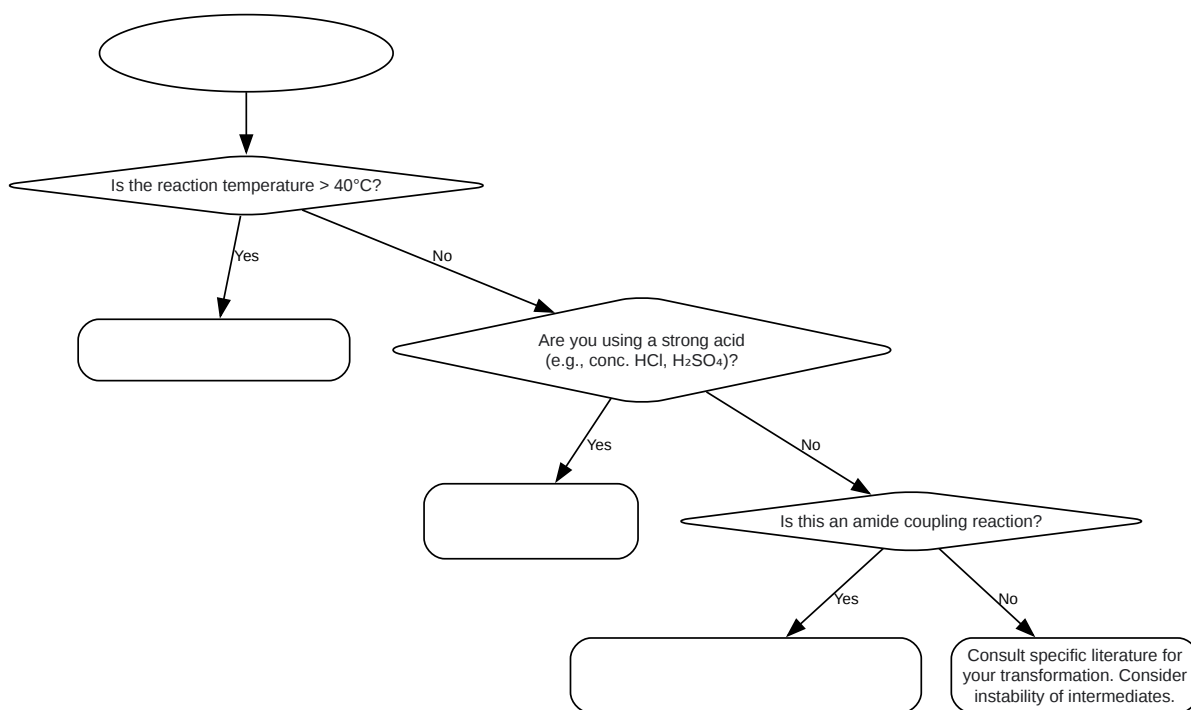 Is the reaction temperature > 40°C?
Yes
No
Are you using a strong acid
(e.g., conc. HCl, H₂SO₄)?
Yes
No
Is this an amide coupling reaction?
Yes
No
Consult specific literature for
your transformation. Consider
instability of intermediates.